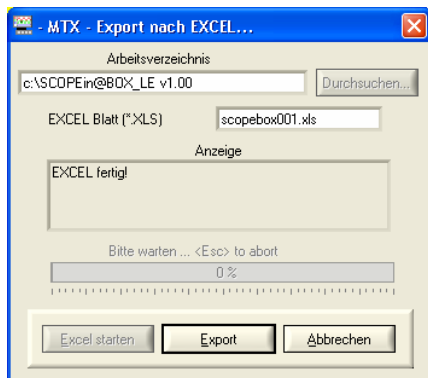 - MTX - Export nach EXCEL...
Arbeitsverzeichnis
c:\SCOPEin@BOX_LE v1.00
Durchsuchen...
EXCEL Blatt (*.XLS)
scopebox001.xls
Anzeige
EXCEL fertig!
Bitte warten ... <Esc> to abort
0 %
Excel starten
Export
Abbrechen